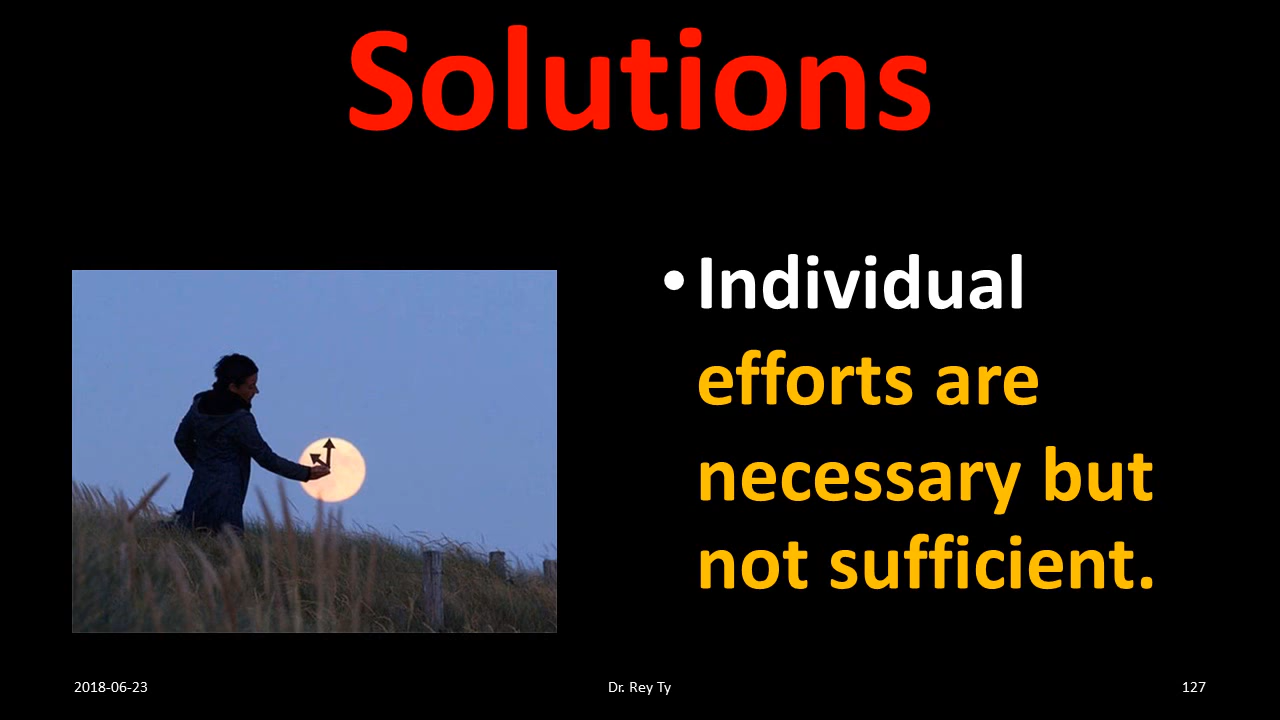 Solutions
•Individual
efforts are
necessary but
not sufficient.
2018-06-23
Dr. Rey Ty
127